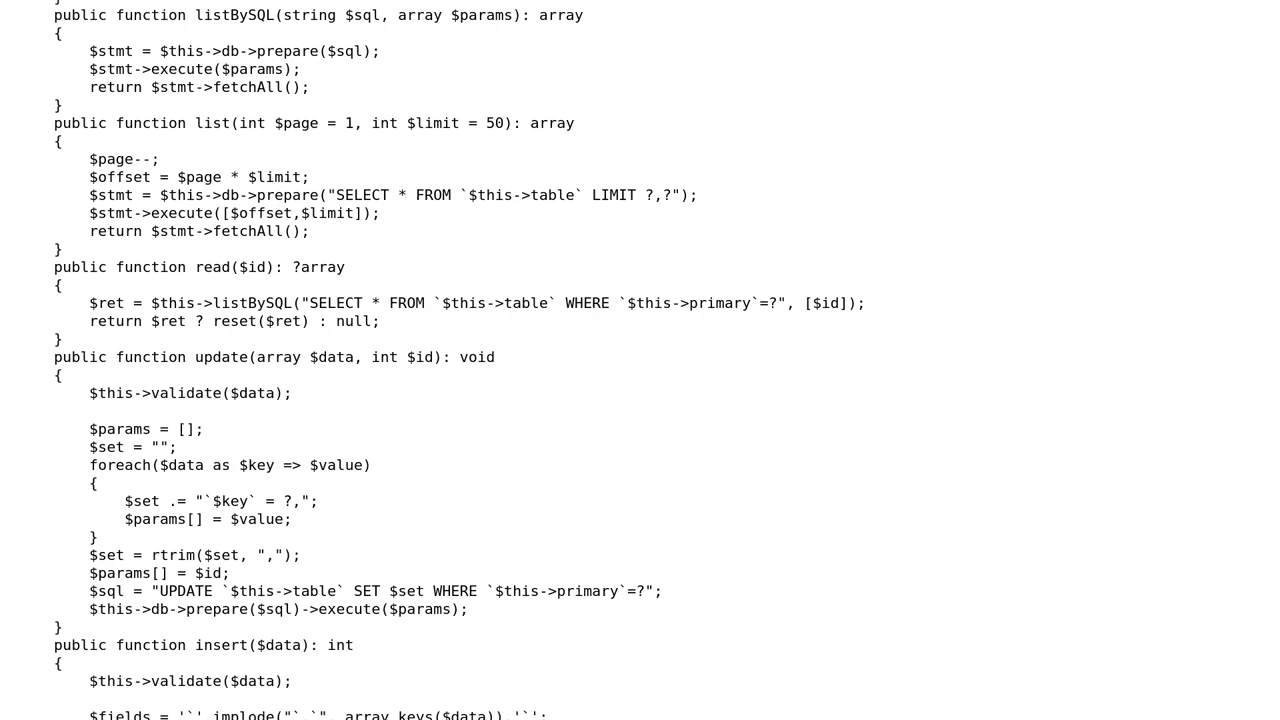 }
public function listBySQL(string $sql, array $params): array
{
$stmt = $this->db->prepare($sql);
$stmt->execute($params);
return $stmt->fetchAll();
}
public function list(int $page = 1, int $limit = 50): array
{
$page--;
$offset = $page * $limit;
$stmt = $this->db->prepare("SELECT * FROM `$this->table` LIMIT ?,?");
$stmt->execute([$offset,$limit]);
return $stmt->fetchAll();
}
public function read($id): ?array
{
$ret = $this->listBySQL("SELECT * FROM `$this->table` WHERE `$this->primary`=?", [$id]);
return $ret ? reset($ret) : null;
}
public function update(array $data, int $id): void
{
$this->validate($data);
$params = [];
$set = "";
foreach($data as $key => $value)
{
$set .= "`$key` = ?,";
$params[] = $value;
}
$set = rtrim($set, ",");
$params[] = $id;
$sql = "UPDATE `$this->table` SET $set WHERE `$this->primary`=?";
$this->db->prepare($sql)->execute($params);
}
public function insert($data): int
{
$this->validate($data);
$fields = '`'.implode("`,`", array_keys($data)).'`';